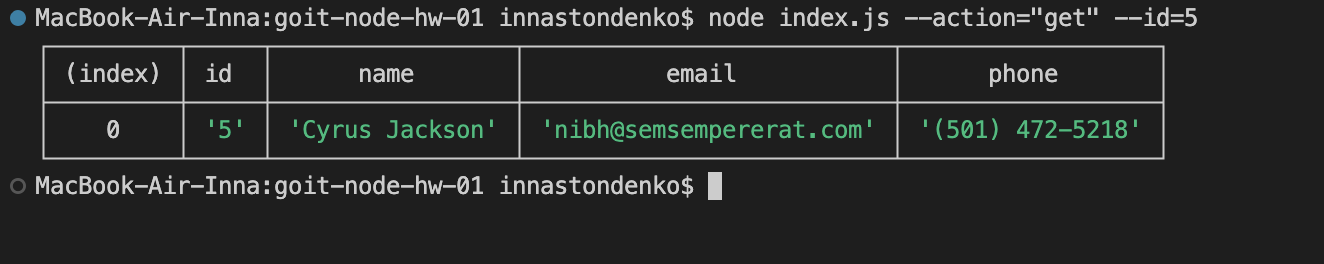 MacBook-Air-Inna:goit-node-hw-01 innastondenko$ node index.js --action="get" --id=5
(index) id name email phone
0 '5' 'Cyrus Jackson' 'nibh@semsempererat.com' '(501) 472-5218'
MacBook-Air-Inna:goit-node-hw-01 innastondenko$